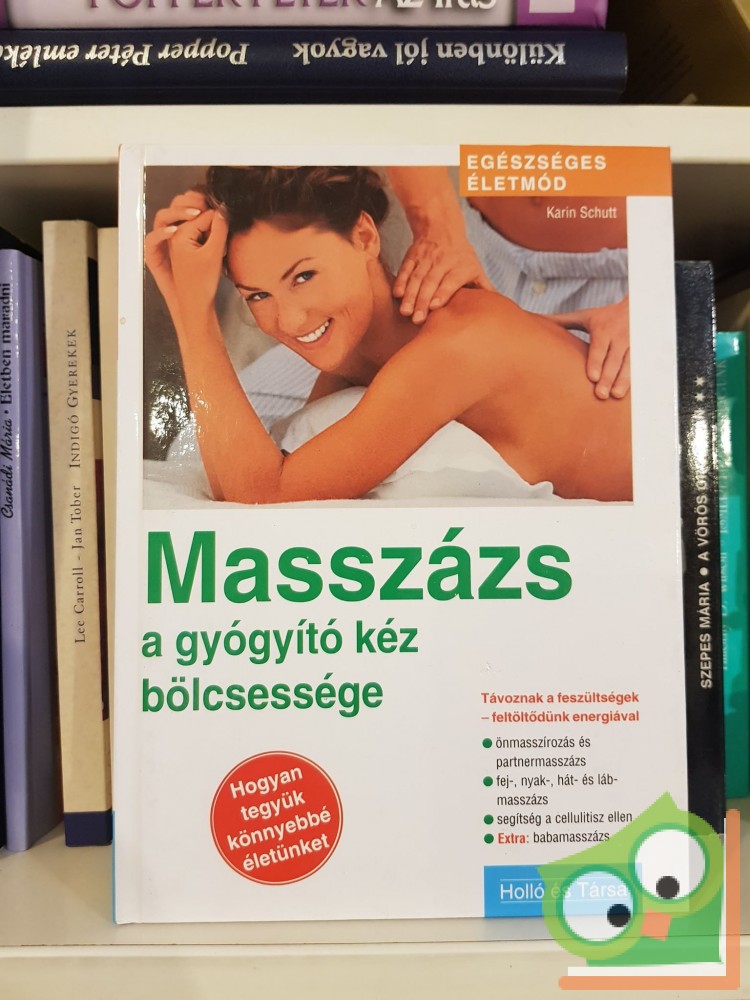 POPPER PÉTER
Különben jól vagyok Popper Péter
EGÉSZSÉGES
ÉLETMÓD
Karin Schutt
Masszázs
a gyógyító kéz
bölcsessége
Távoznak a feszültségek
– feltöltődünk energiával
● önmasszírozás és
partnermasszázs
● fej-, nyak-, hát- és láb-
masszázs
● segítség a cellulitisz ellen
● Extra: babamasszázs
Hogyan
tegyük
könnyebbé
életünket
Holló és Társa
Csanádi Mária • Életben maradni
Lee Carroll - Jan Tober INDIGÓ GYEREKEK
SZEPES MÁRIA ● A VÖRÖS